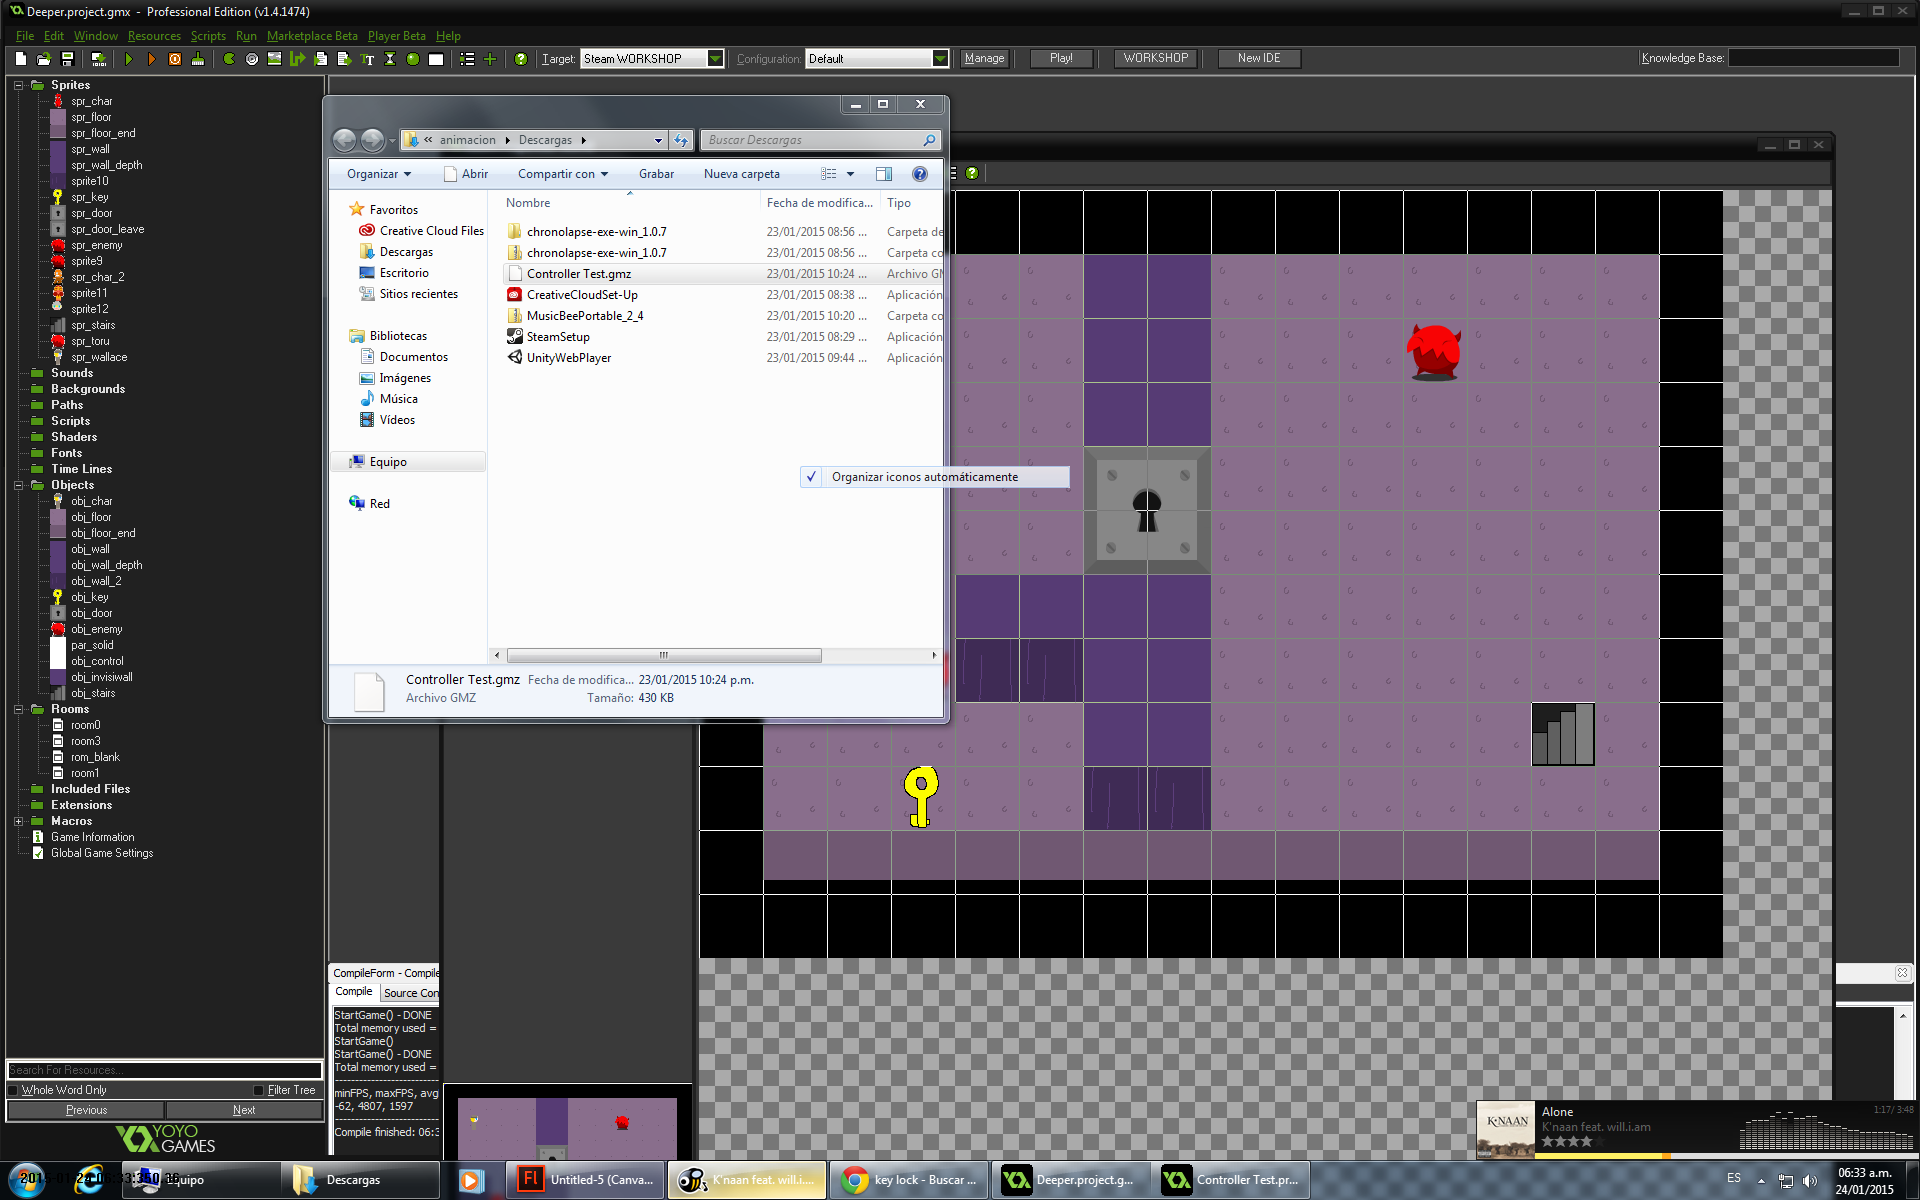 Deeper.project.gmx - Professional Edition (v1.4.1474)
File Edit Window Resources Scripts Run Marketplace Beta Player Beta Help
Target: Steam WORKSHOP Configuration: Default Manage Play! WORKSHOP New IDE Knowledge Base:
Sprites
spr_char
spr_floor
spr_floor_end
spr_wall
spr_wall_depth
sprite10
spr_key
spr_door
spr_door_leave
spr_enemy
sprite9
spr_char_2
sprite11
sprite12
spr_stairs
spr_toru
spr_wallace
Sounds
Backgrounds
Paths
Scripts
Shaders
Fonts
Time Lines
Objects
obj_char
obj_floor
obj_floor_end
obj_wall
obj_wall_depth
obj_wall_2
obj_key
obj_door
obj_enemy
par_solid
obj_control
obj_invisiwall
obj_stairs
Rooms
room0
room3
rom_blank
room1
Included Files
Extensions
Macros
Game Information
Global Game Settings
Search For Resources...
Whole Word Only Filter Tree
Previous Next
YOYO GAMES
« animacion Descargas Buscar Descargas
Organizar Abrir Compartir con Grabar Nueva carpeta
Favoritos
Creative Cloud Files
Descargas
Escritorio
Sitios recientes
Bibliotecas
Documentos
Imágenes
Música
Vídeos
Equipo
Red
Nombre Fecha de modifica... Tipo
chronolapse-exe-win_1.0.7 23/01/2015 08:56 ... Carpeta de
chronolapse-exe-win_1.0.7 23/01/2015 08:56 ... Carpeta co
Controller Test.gmz 23/01/2015 10:24 ... Archivo GM
CreativeCloudSet-Up 23/01/2015 08:38 ... Aplicación
MusicBeePortable_2_4 23/01/2015 10:20 ... Carpeta co
SteamSetup 23/01/2015 08:29 ... Aplicación
UnityWebPlayer 23/01/2015 09:44 ... Aplicación
Organizar iconos automáticamente
Controller Test.gmz Fecha de modifica... 23/01/2015 10:24 p.m.
Archivo GMZ Tamaño: 430 KB
CompileForm - Compile
Compile Source Con
StartGame() - DONE
Total memory used =
StartGame()
StartGame() - DONE
Total memory used =
minFPS, maxFPS, avg
-62, 4807, 1597
Compile finished: 06:3
K'NAAN
Alone 1:17/ 3:48
K'naan feat. will.i.am
Equipo Descargas Untitled-5 (Canva... K'naan feat. will.i.... key lock - Buscar ... Deeper.project.g... Controller Test.pr...
ES 06:33 a.m.
24/01/2015